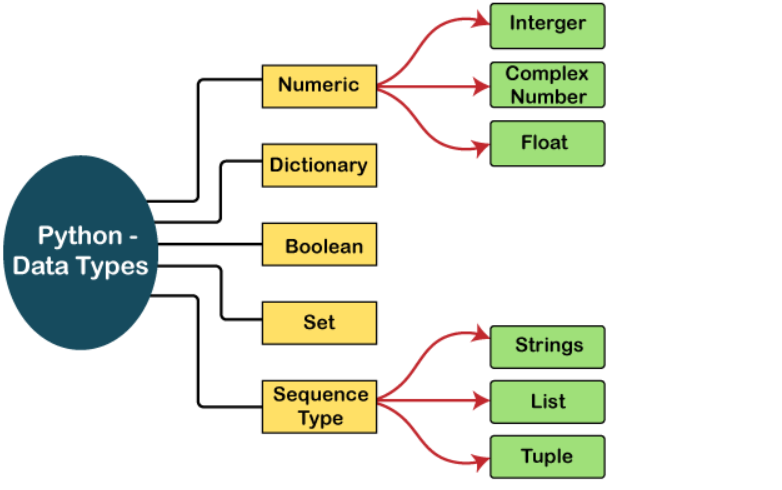 Python -
Data Types
Numeric
Dictionary
Boolean
Set
Sequence
Type
Interger
Complex
Number
Float
Strings
List
Tuple